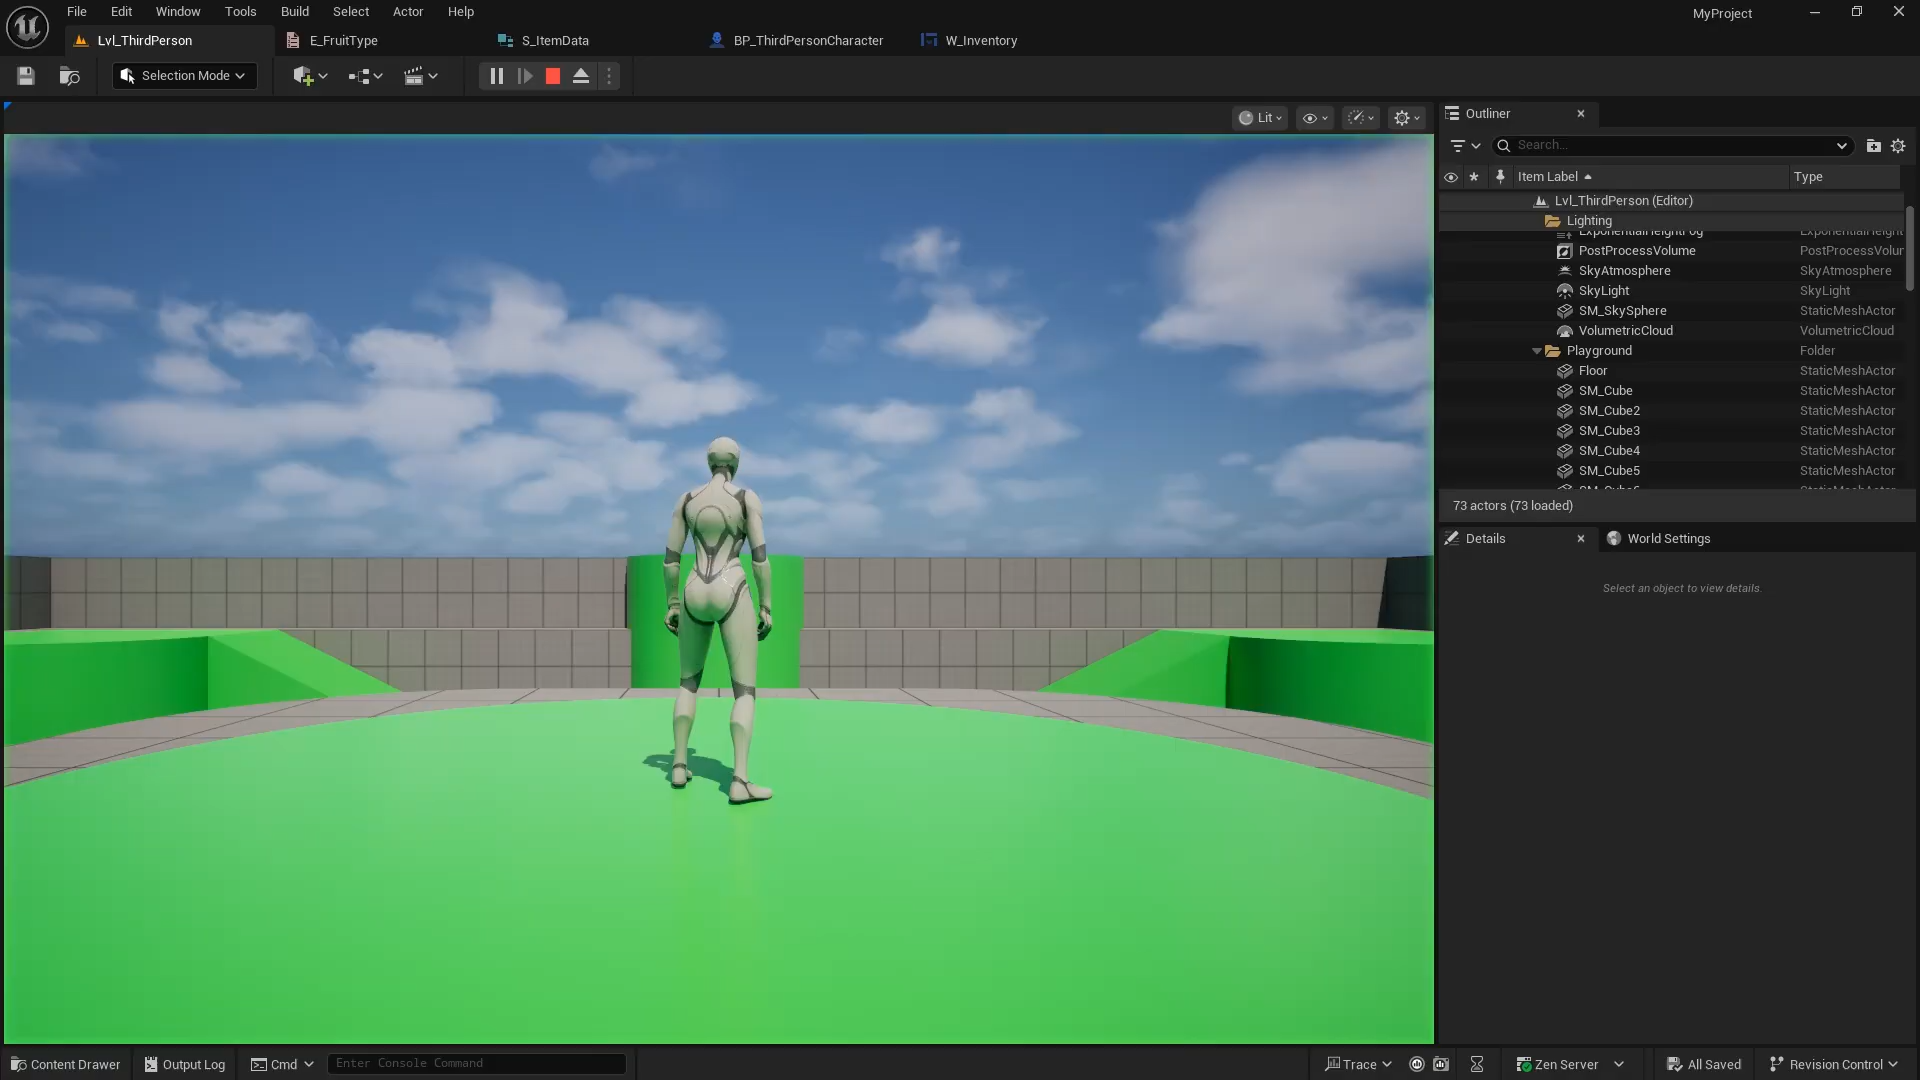 File Edit Window Tools Build Select Actor Help
MyProject
Lvl_ThirdPerson E_FruitType S_ItemData BP_ThirdPersonCharacter W_Inventory
Selection Mode
Lit
Outliner
Search...
Item Label Type
Lvl_ThirdPerson (Editor)
Lighting
ExponentialHeightFog ExponentialHeight
PostProcessVolume PostProcessVolur
SkyAtmosphere SkyAtmosphere
SkyLight SkyLight
SM_SkySphere StaticMeshActor
VolumetricCloud VolumetricCloud
Playground Folder
Floor StaticMeshActor
SM_Cube StaticMeshActor
SM_Cube2 StaticMeshActor
SM_Cube3 StaticMeshActor
SM_Cube4 StaticMeshActor
SM_Cube5 StaticMeshActor
73 actors (73 loaded)
Details World Settings
Select an object to view details.
Content Drawer Output Log Cmd Enter Console Command Trace Zen Server All Saved Revision Control